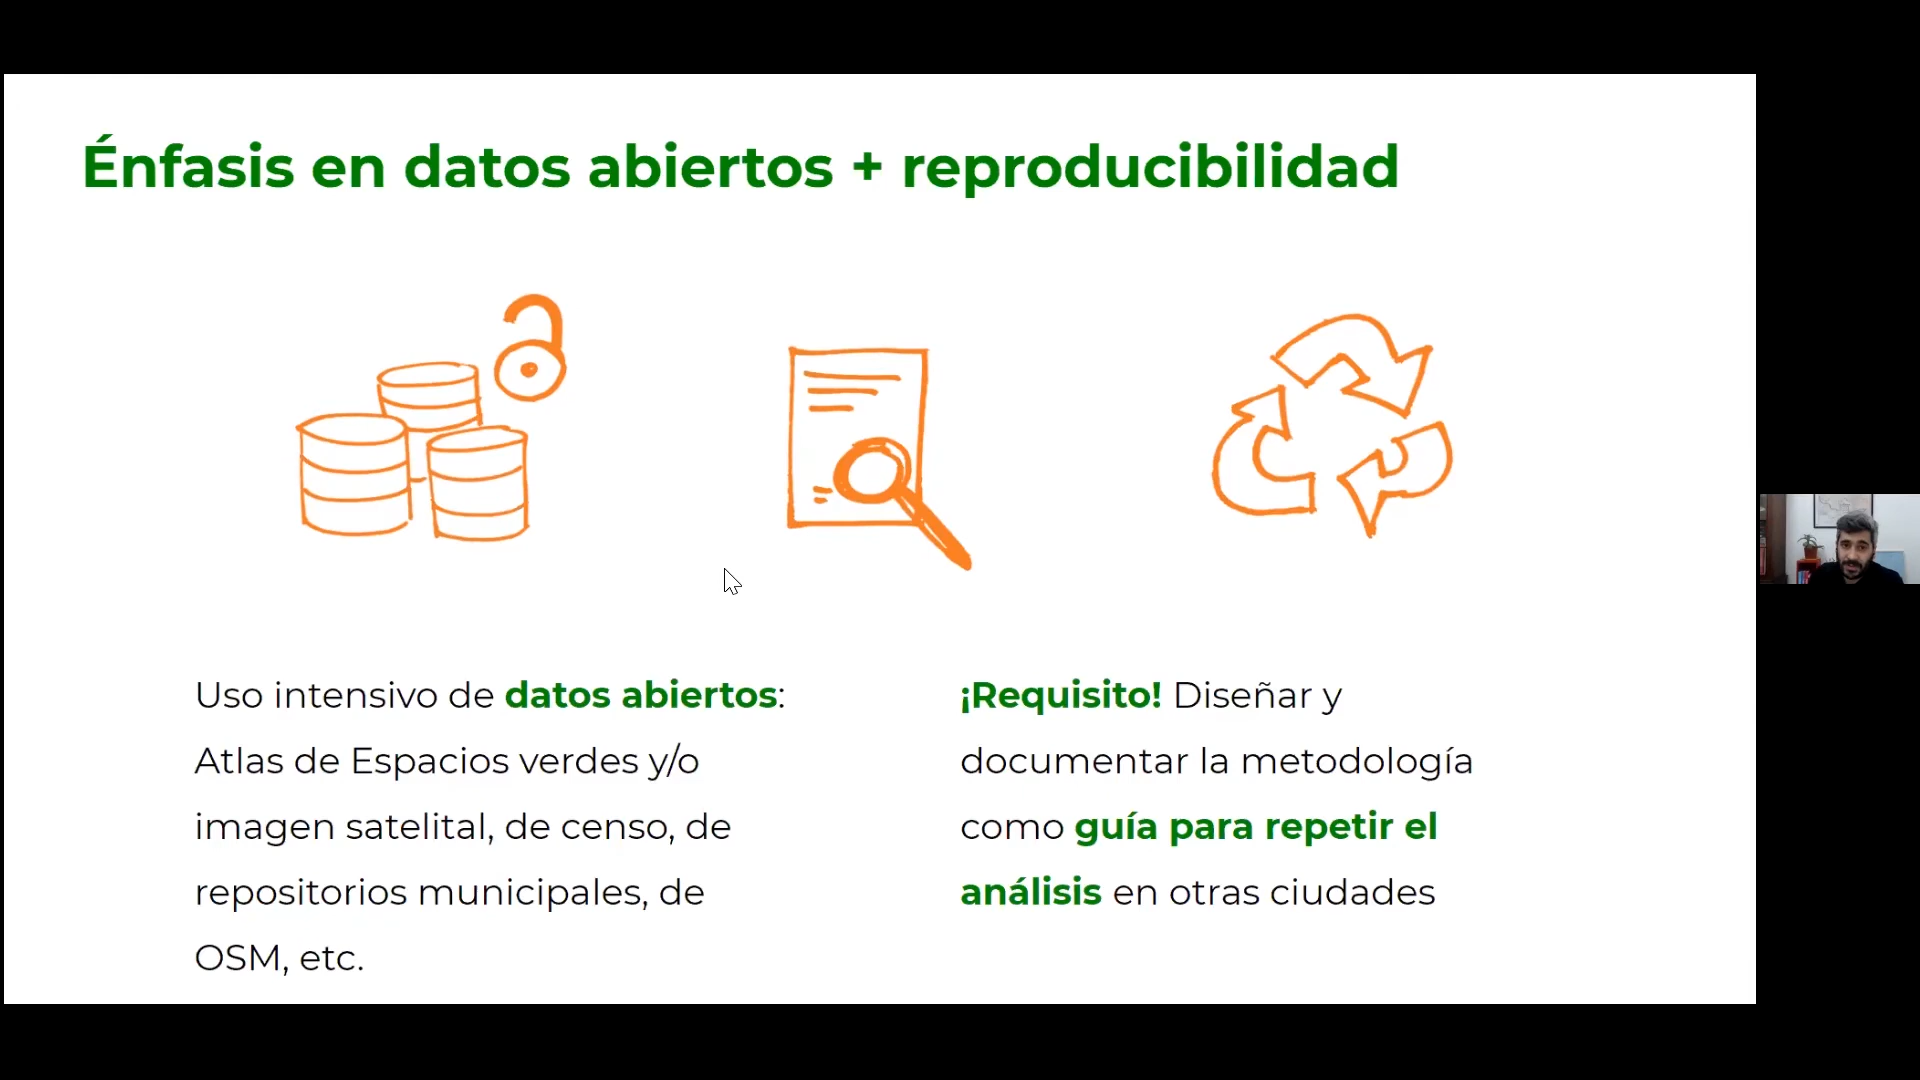 Énfasis en datos abiertos + reproducibilidad
Uso intensivo de datos abiertos:
Atlas de Espacios verdes y/o
imagen satelital, de censo, de
repositorios municipales, de
OSM, etc.
¡Requisito! Diseñar y
documentar la metodología
como guía para repetir el
análisis en otras ciudades